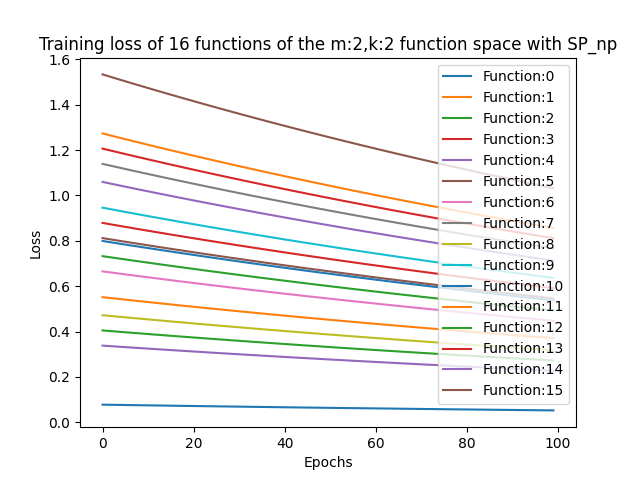 Training loss of 16 functions of the m:2,k:2 function space with SP_np
1.6
1.4
1.2
1.0
0.8
0.6
0.4
0.2
0.0
Loss
0 20 40 60 80 100
Epochs
Function:0
Function:1
Function:2
Function:3
Function:4
Function:5
Function:6
Function:7
Function:8
Function:9
Function:10
Function:11
Function:12
Function:13
Function:14
Function:15